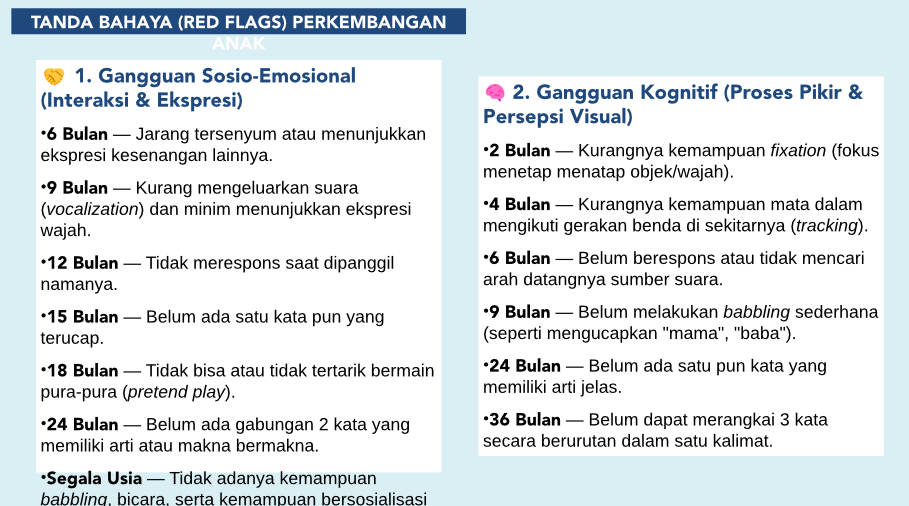 TANDA BAHAYA (RED FLAGS) PERKEMBANGAN
ANAK
1. Gangguan Sosio-Emosional
(Interaksi & Ekspresi)
•6 Bulan — Jarang tersenyum atau menunjukkan
ekspresi kesenangan lainnya.
•9 Bulan — Kurang mengeluarkan suara
(vocalization) dan minim menunjukkan ekspresi
wajah.
•12 Bulan — Tidak merespons saat dipanggil
namanya.
•15 Bulan — Belum ada satu kata pun yang
terucap.
•18 Bulan — Tidak bisa atau tidak tertarik bermain
pura-pura (pretend play).
•24 Bulan — Belum ada gabungan 2 kata yang
memiliki arti atau makna bermakna.
•Segala Usia — Tidak adanya kemampuan
babbling, bicara, serta kemampuan bersosialisasi
2. Gangguan Kognitif (Proses Pikir &
Persepsi Visual)
•2 Bulan — Kurangnya kemampuan fixation (fokus
menetap menatap objek/wajah).
•4 Bulan — Kurangnya kemampuan mata dalam
mengikuti gerakan benda di sekitarnya (tracking).
•6 Bulan — Belum berespons atau tidak mencari
arah datangnya sumber suara.
•9 Bulan — Belum melakukan babbling sederhana
(seperti mengucapkan "mama", "baba").
•24 Bulan — Belum ada satu pun kata yang
memiliki arti jelas.
•36 Bulan — Belum dapat merangkai 3 kata
secara berurutan dalam satu kalimat.